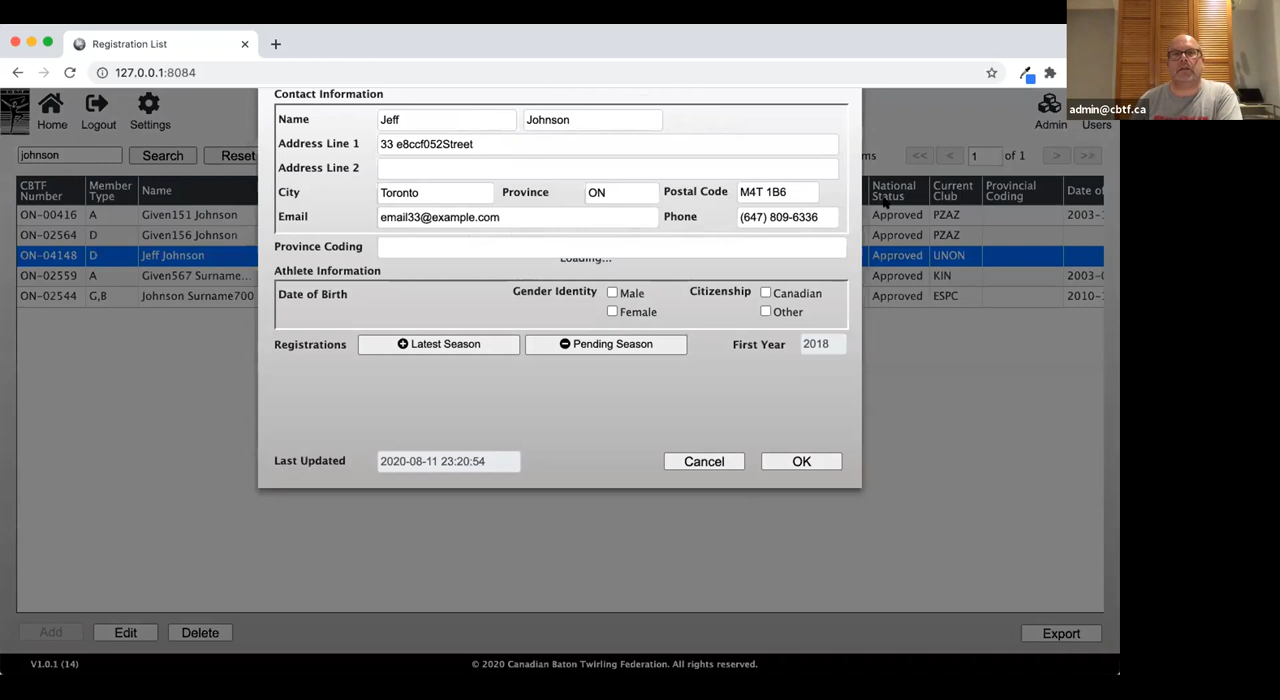 Registration List
127.0.0.1:8084
admin@cbtf.ca
Home Logout Settings Admin Users
Contact Information
Name Jeff Johnson
Address Line 1 33 e8ccf052Street
Address Line 2
City Toronto Province ON Postal Code M4T 1B6
Email email33@example.com Phone (647) 809-6336
Province Coding
Loading...
Athlete Information
Date of Birth Gender Identity Male Citizenship Canadian
Female Other
Registrations Latest Season Pending Season First Year 2018
Last Updated 2020-08-11 23:20:54 Cancel OK
johnson Search Reset ms << < 1 of 1 > >>
CBTF Number Member Type Name National Status Current Club Provincial Coding Date of
ON-00416 A Given151 Johnson Approved PZAZ 2003-
ON-02564 D Given156 Johnson Approved PZAZ
ON-04148 D Jeff Johnson Approved UNON
ON-02559 A Given567 Surname... Approved KIN 2003-0
ON-02544 G,B Johnson Surname700 Approved ESPC 2010-
Add Edit Delete Export
V1.0.1 (14) © 2020 Canadian Baton Twirling Federation. All rights reserved.